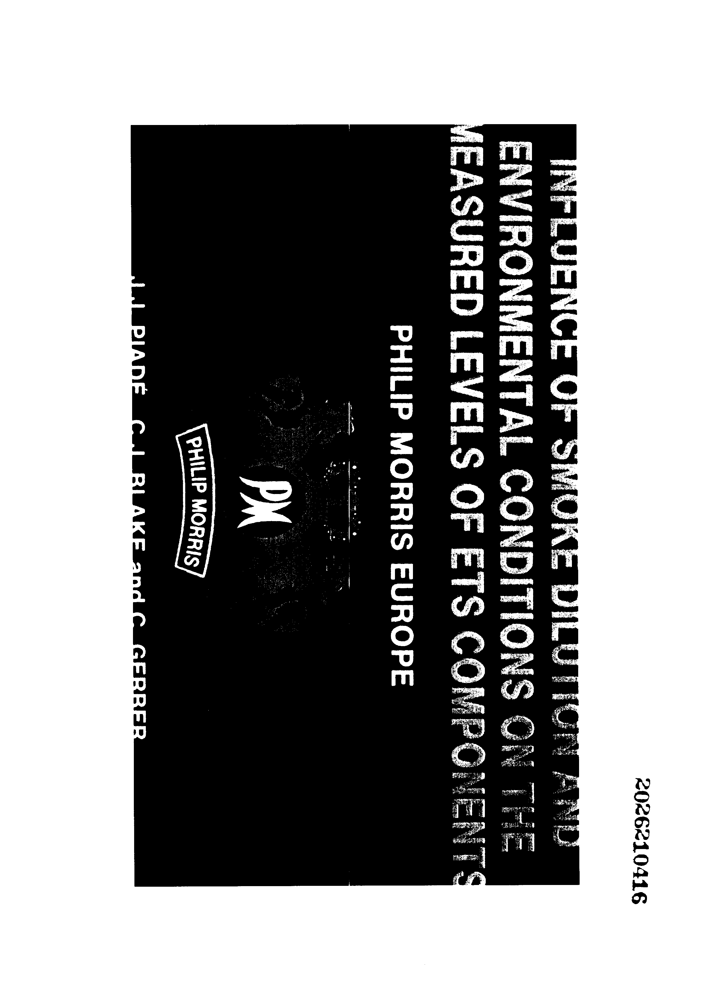 INFLUENCE OF SMOKE DILUTION AND
ENVIRONMENTAL CONDITIONS ON THE
MEASURED LEVELS OF ETS COMPONENTS
PHILIP MORRIS EUROPE
PM
PHILIP MORRIS
J.J. PIADÉ C.J. BLAKE and C. GERBER
2026210416